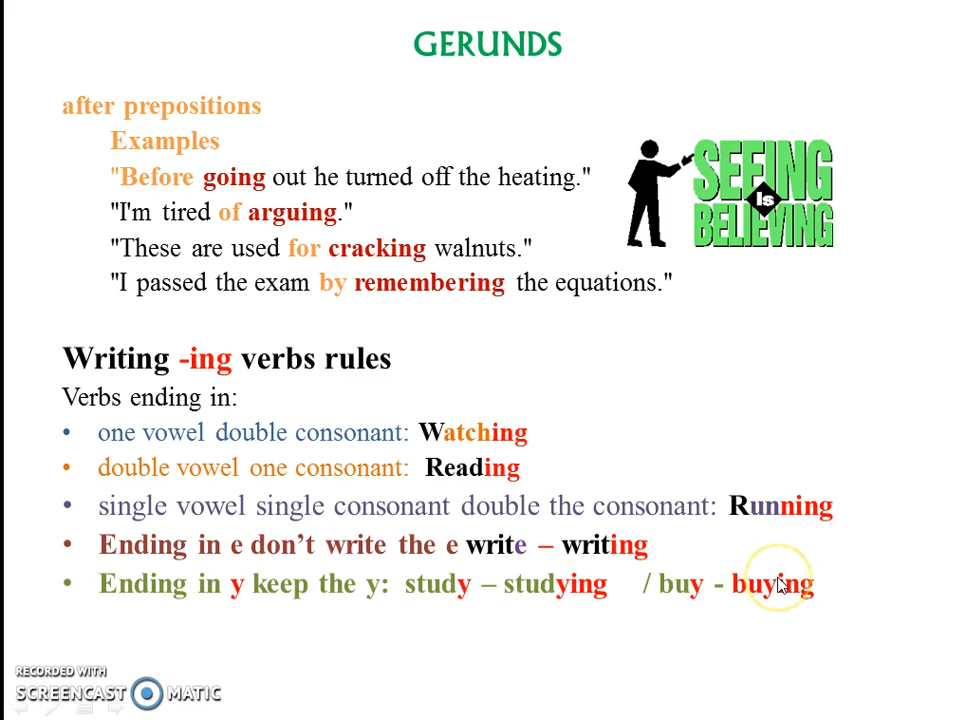 GERUNDS
after prepositions
Examples
"Before going out he turned off the heating."
"I'm tired of arguing."
"These are used for cracking walnuts."
"I passed the exam by remembering the equations."
SEEING
is
BELIEVING
Writing -ing verbs rules
Verbs ending in:
• one vowel double consonant: Watching
• double vowel one consonant: Reading
• single vowel single consonant double the consonant: Running
• Ending in e don’t write the e write – writing
• Ending in y keep the y: study – studying / buy - buying
RECORDED WITH
SCREENCAST MATIC